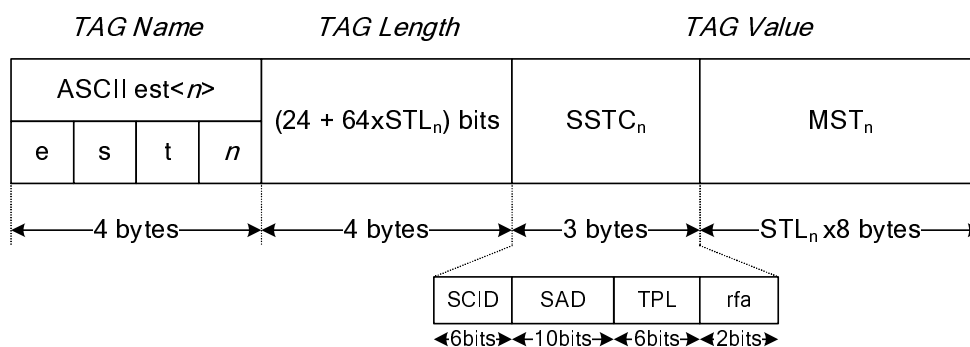 TAG Name TAG Length TAG Value
ASCII est<n>
(24 + 64xSTLn) bits SSTCn MSTn
e s t n
4 bytes 4 bytes 3 bytes STLn x8 bytes
SCID SAD TPL rfa
6bits 10bits 6bits 2bits